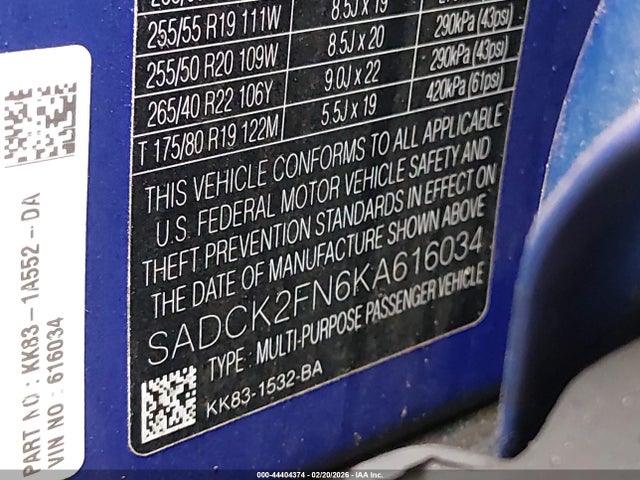 8.5J x 19
255/55 R19 111W 8.5J x 20 290kPa (43psi)
255/50 R20 109W 9.0J x 22 290kPa (43psi)
265/40 R22 106Y 5.5J x 19 420kPa (61psi)
T 175/80 R19 122M
THIS VEHICLE CONFORMS TO ALL APPLICABLE
U.S. FEDERAL MOTOR VEHICLE SAFETY AND
THEFT PREVENTION STANDARDS IN EFFECT ON
THE DATE OF MANUFACTURE SHOWN ABOVE
SADCK2FN6KA616034
TYPE: MULTI-PURPOSE PASSENGER VEHICLE
KK83-1532-BA
PART NO: KK83-1A552-DA
VIN NO: 616034
000-44404374 - 02/20/2026 - IAA Inc.